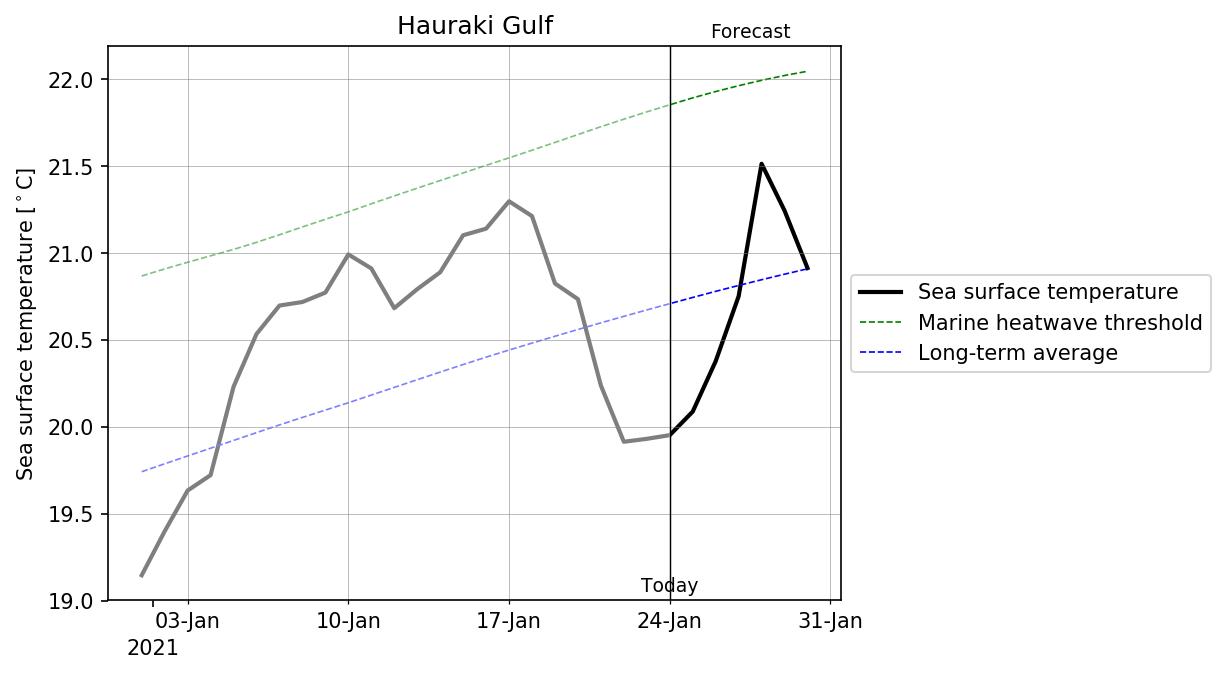 Hauraki Gulf
Forecast
Sea surface temperature [°C]
22.0
21.5
21.0
20.5
20.0
19.5
19.0
Today
03-Jan
10-Jan
17-Jan
24-Jan
31-Jan
2021
Sea surface temperature
Marine heatwave threshold
Long-term average